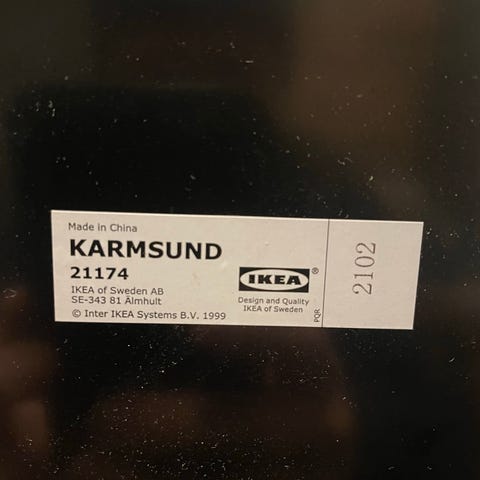 Made in China
KARMSUND
21174
IKEA of Sweden AB
SE-343 81 Älmhult
© Inter IKEA Systems B.V. 1999
IKEA®
Design and Quality
IKEA of Sweden
PQR
2102